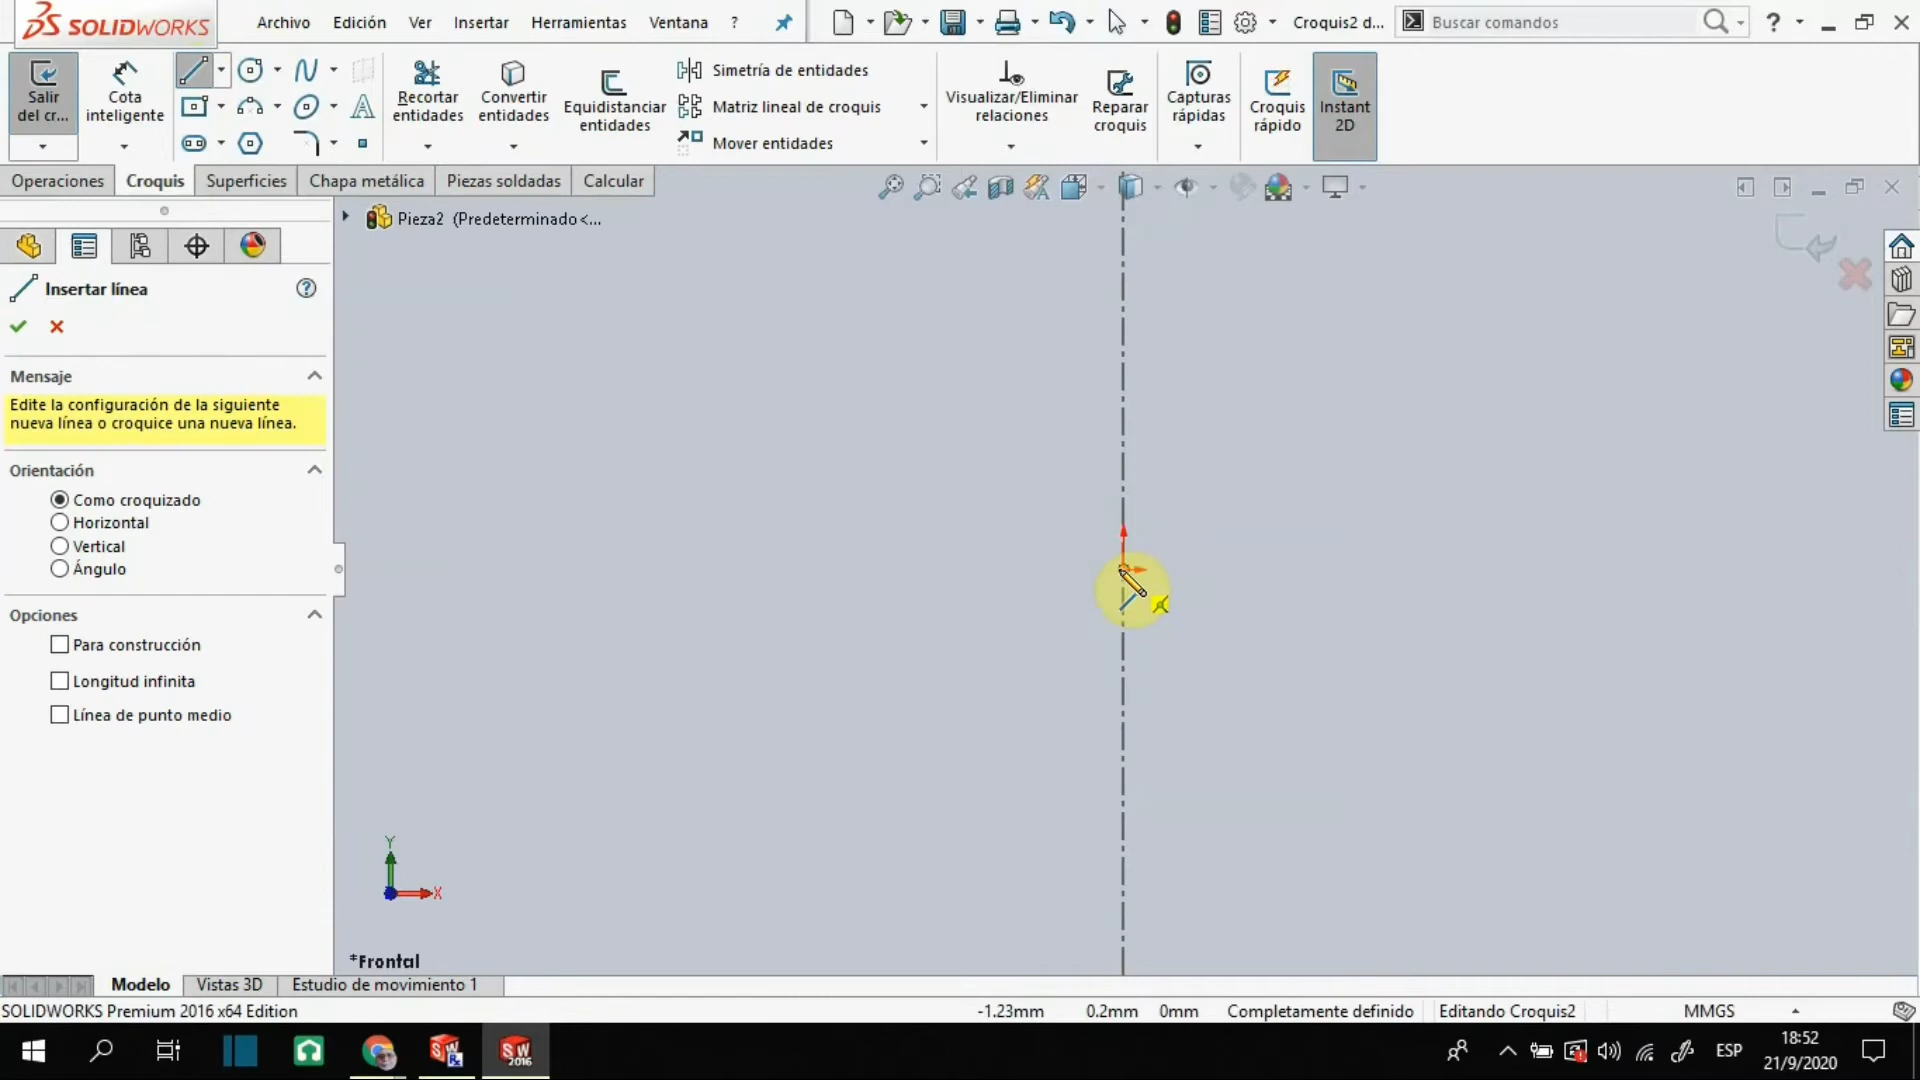 SOLIDWORKS
Archivo Edición Ver Insertar Herramientas Ventana ?
Croquis2 d...
Buscar comandos
?
Salir del cr...
Cota inteligente
Recortar entidades
Convertir entidades
Equidistanciar entidades
Simetría de entidades
Matriz lineal de croquis
Mover entidades
Visualizar/Eliminar relaciones
Reparar croquis
Capturas rápidas
Croquis rápido
Instant 2D
Operaciones Croquis Superficies Chapa metálica Piezas soldadas Calcular
Pieza2 (Predeterminado<...
Insertar línea
?
Mensaje
Edite la configuración de la siguiente
nueva línea o croquice una nueva línea.
Orientación
Como croquizado
Horizontal
Vertical
Ángulo
Opciones
Para construcción
Longitud infinita
Línea de punto medio
Y
X
*Frontal
Modelo Vistas 3D Estudio de movimiento 1
SOLIDWORKS Premium 2016 x64 Edition
-1.23mm 0.2mm 0mm Completamente definido Editando Croquis2 MMGS
SW
SW 2016
ESP
18:52
21/9/2020